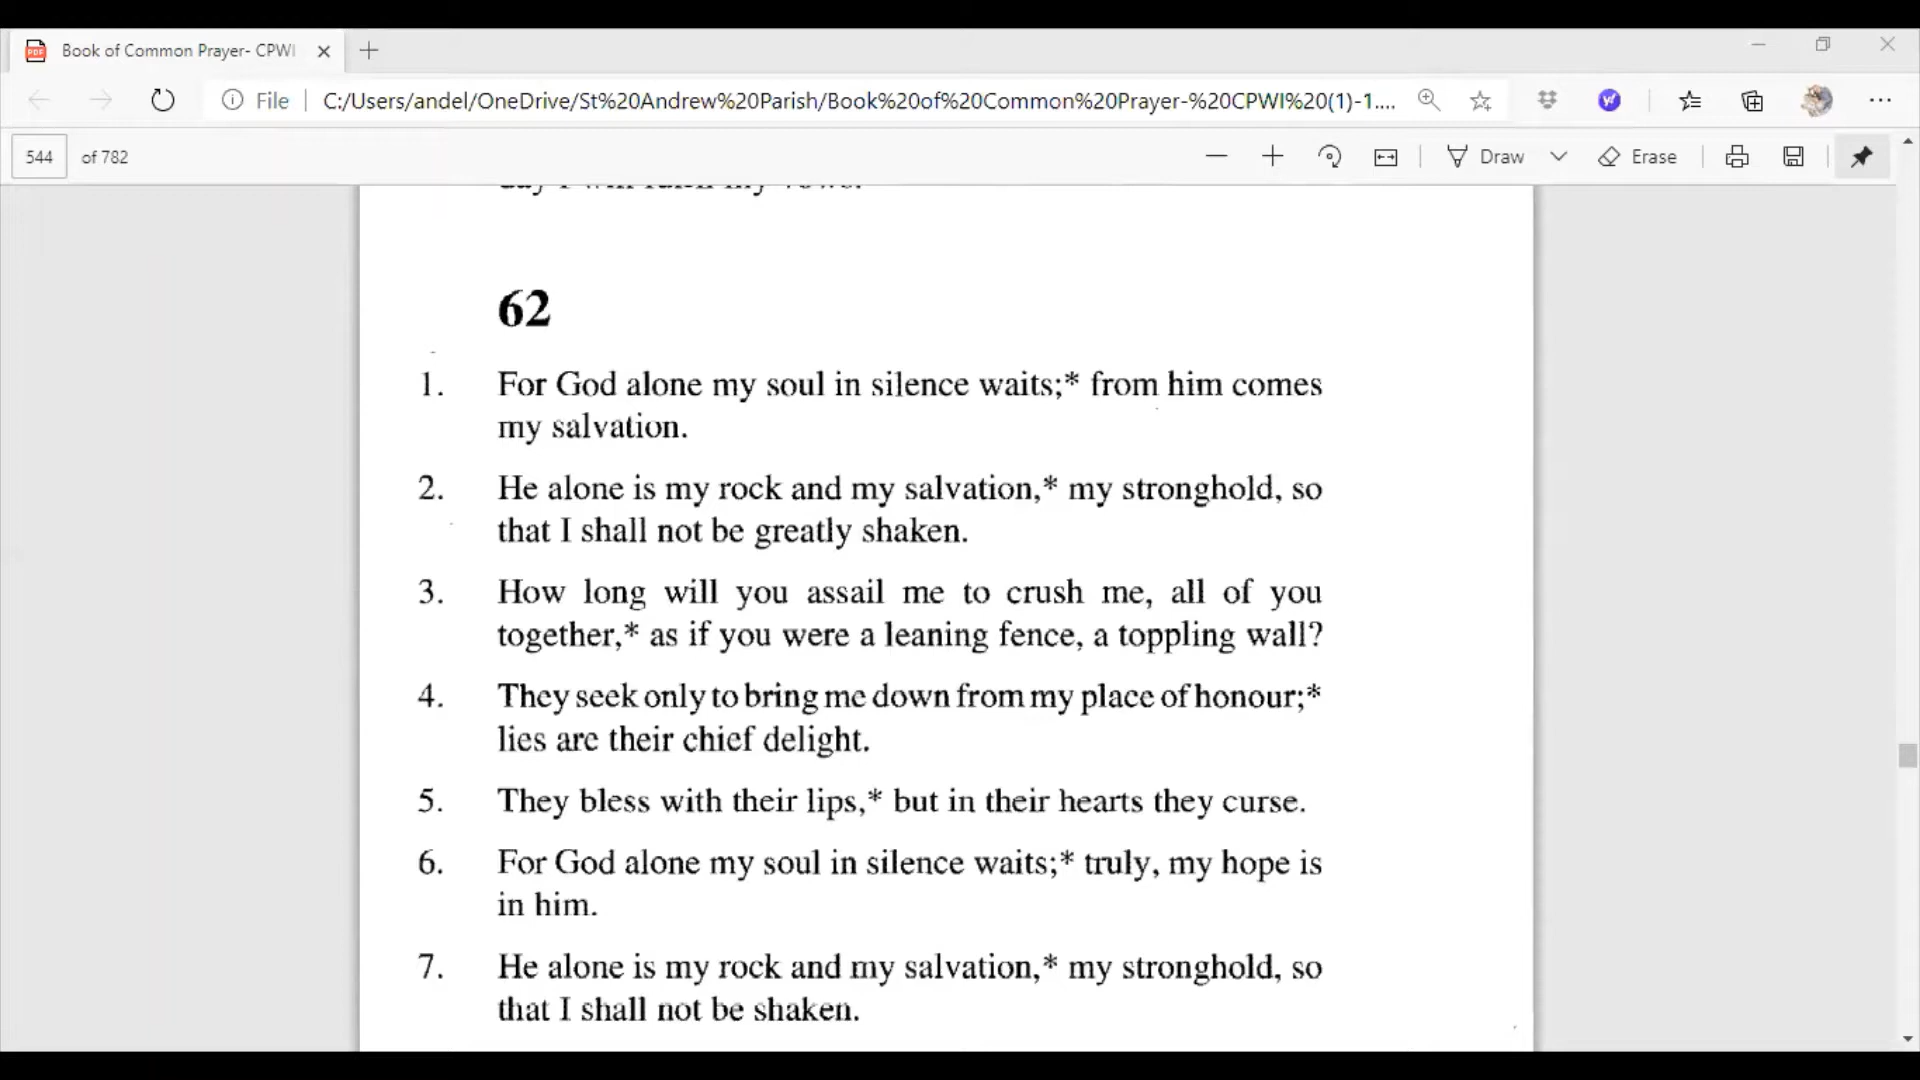 Book of Common Prayer- CPWI
File
C:/Users/andel/OneDrive/St%20Andrew%20Parish/Book%20of%20Common%20Prayer-%20CPWI%20(1)-1....
544 of 782
Draw
Erase
day I will fulfil my vows.
62
1. For God alone my soul in silence waits;* from him comes
my salvation.
2. He alone is my rock and my salvation,* my stronghold, so
that I shall not be greatly shaken.
3. How long will you assail me to crush me, all of you
together,* as if you were a leaning fence, a toppling wall?
4. They seek only to bring me down from my place of honour;*
lies are their chief delight.
5. They bless with their lips,* but in their hearts they curse.
6. For God alone my soul in silence waits;* truly, my hope is
in him.
7. He alone is my rock and my salvation,* my stronghold, so
that I shall not be shaken.